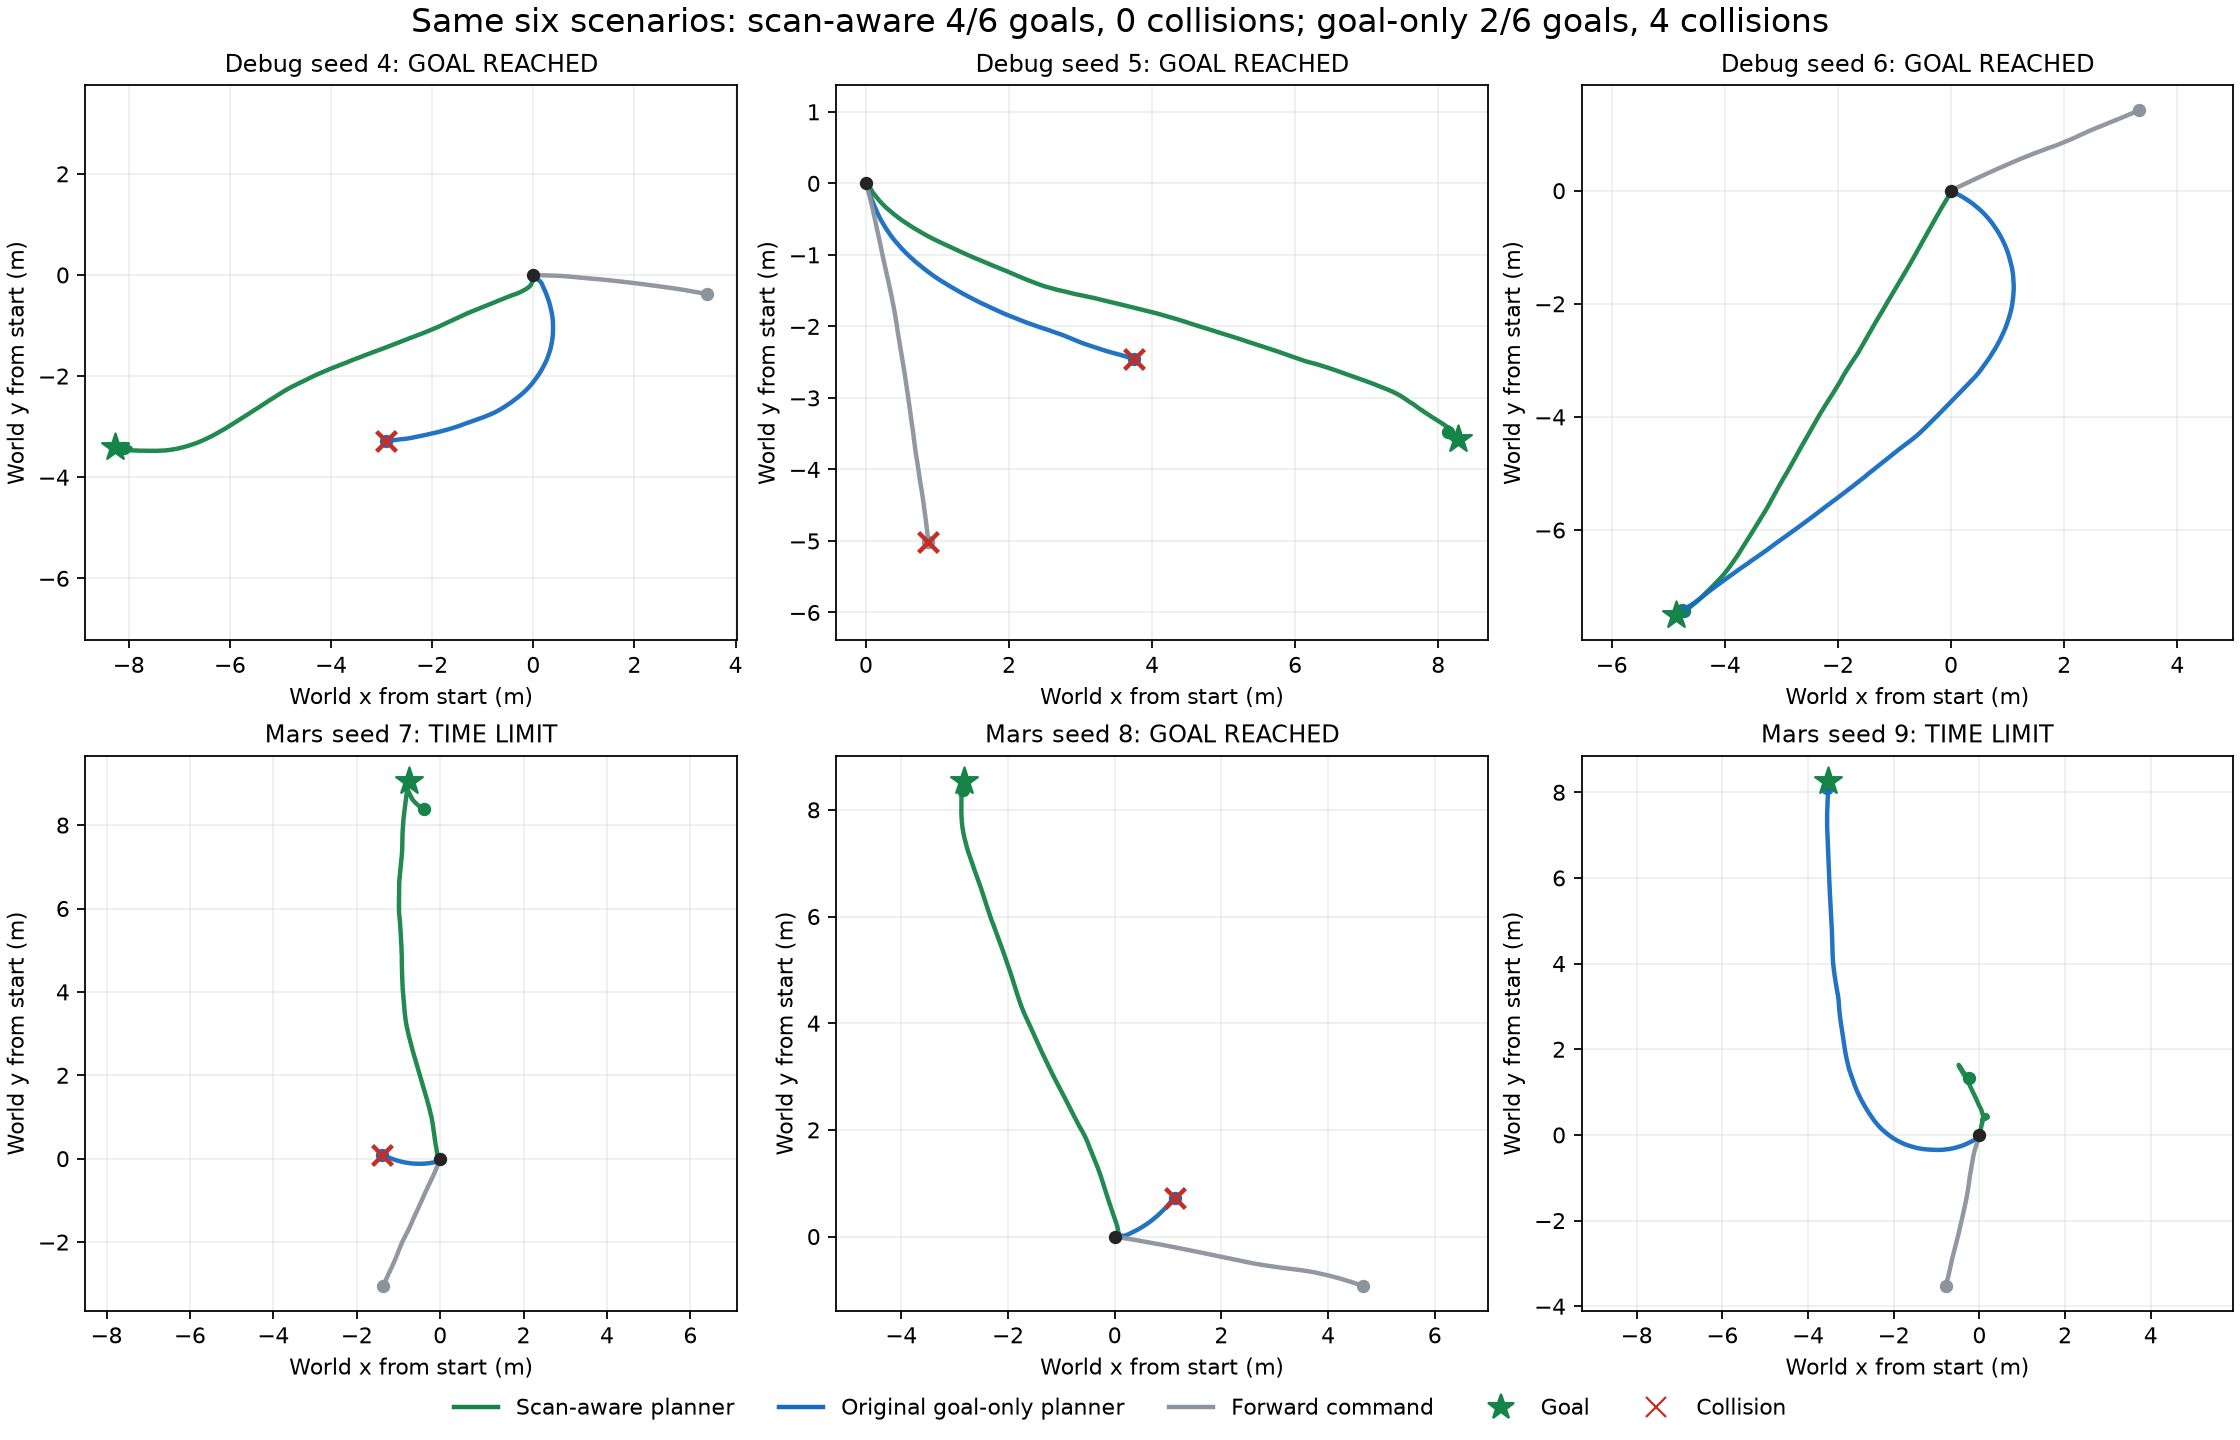 Same six scenarios: scan-aware 4/6 goals, 0 collisions; goal-only 2/6 goals, 4 collisions
Debug seed 4: GOAL REACHED
World y from start (m)
2
0
−2
−4
−6
−8 −6 −4 −2 0 2 4
World x from start (m)
Debug seed 5: GOAL REACHED
World y from start (m)
1
0
−1
−2
−3
−4
−5
−6
0 2 4 6 8
World x from start (m)
Debug seed 6: GOAL REACHED
World y from start (m)
0
−2
−4
−6
−6 −4 −2 0 2 4
World x from start (m)
Mars seed 7: TIME LIMIT
World y from start (m)
8
6
4
2
0
−2
−8 −6 −4 −2 0 2 4 6
World x from start (m)
Mars seed 8: GOAL REACHED
World y from start (m)
8
6
4
2
0
−4 −2 0 2 4 6
World x from start (m)
Mars seed 9: TIME LIMIT
World y from start (m)
8
6
4
2
0
−2
−4
−8 −6 −4 −2 0 2 4
World x from start (m)
Scan-aware planner Original goal-only planner Forward command Goal Collision